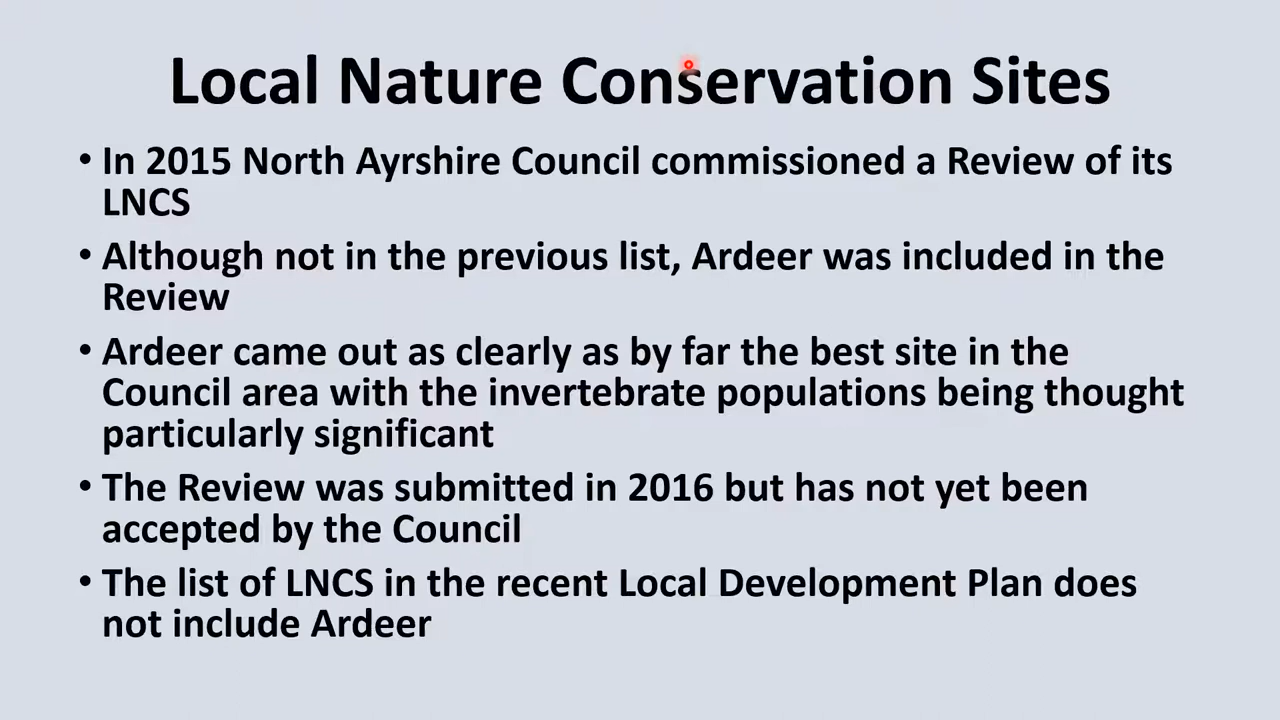 Local Nature Conservation Sites
• In 2015 North Ayrshire Council commissioned a Review of its
LNCS
• Although not in the previous list, Ardeer was included in the
Review
• Ardeer came out as clearly as by far the best site in the
Council area with the invertebrate populations being thought
particularly significant
• The Review was submitted in 2016 but has not yet been
accepted by the Council
• The list of LNCS in the recent Local Development Plan does
not include Ardeer